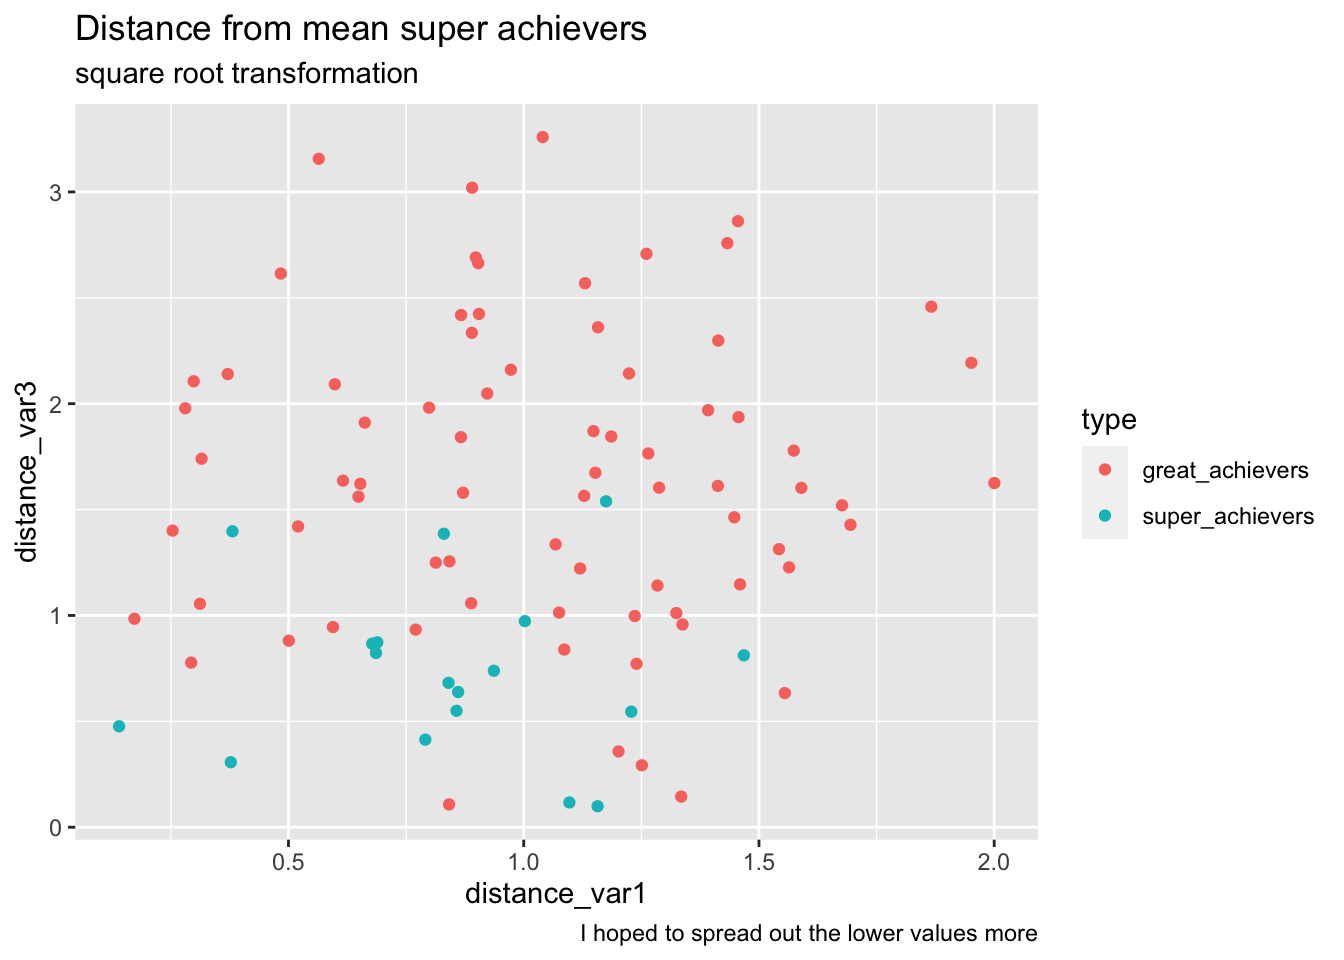 Distance from mean super achievers
square root transformation
distance_var3
3
2
1
0
0.5 1.0 1.5 2.0
distance_var1
I hoped to spread out the lower values more
type
great_achievers
super_achievers